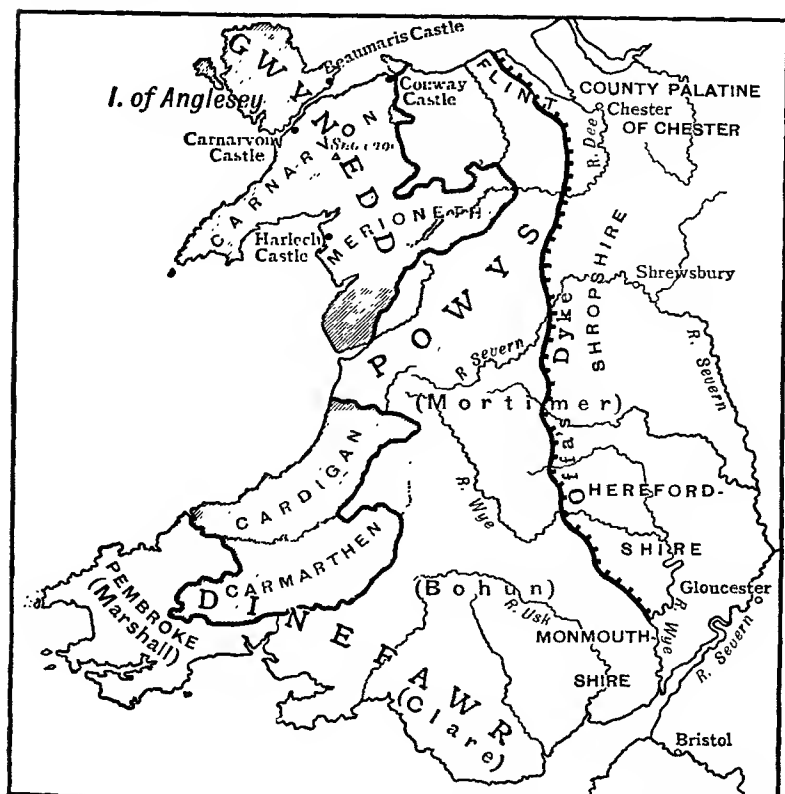 GWYNEDD
Beaumaris Castle
I. of Anglesey
Conway
Castle
FLINT
COUNTY PALATINE
OF CHESTER
Chester
R. Dee
Carnarvon
Castle
CARNARVON
MERIONETH
Harlech
Castle
POWYS
Offa's Dyke
SHROPSHIRE
Shrewsbury
R. Severn
R Severn
(Mortimer)
CARDIGAN
R. Wye
HEREFORD-
SHIRE
CARMARTHEN
PEMBROKE
(Marshall)
DINEFAWR
(Clare)
(Bohun)
R. Usk
MONMOUTH-
SHIRE
R. Wye
Gloucester
R. Severn
Bristol